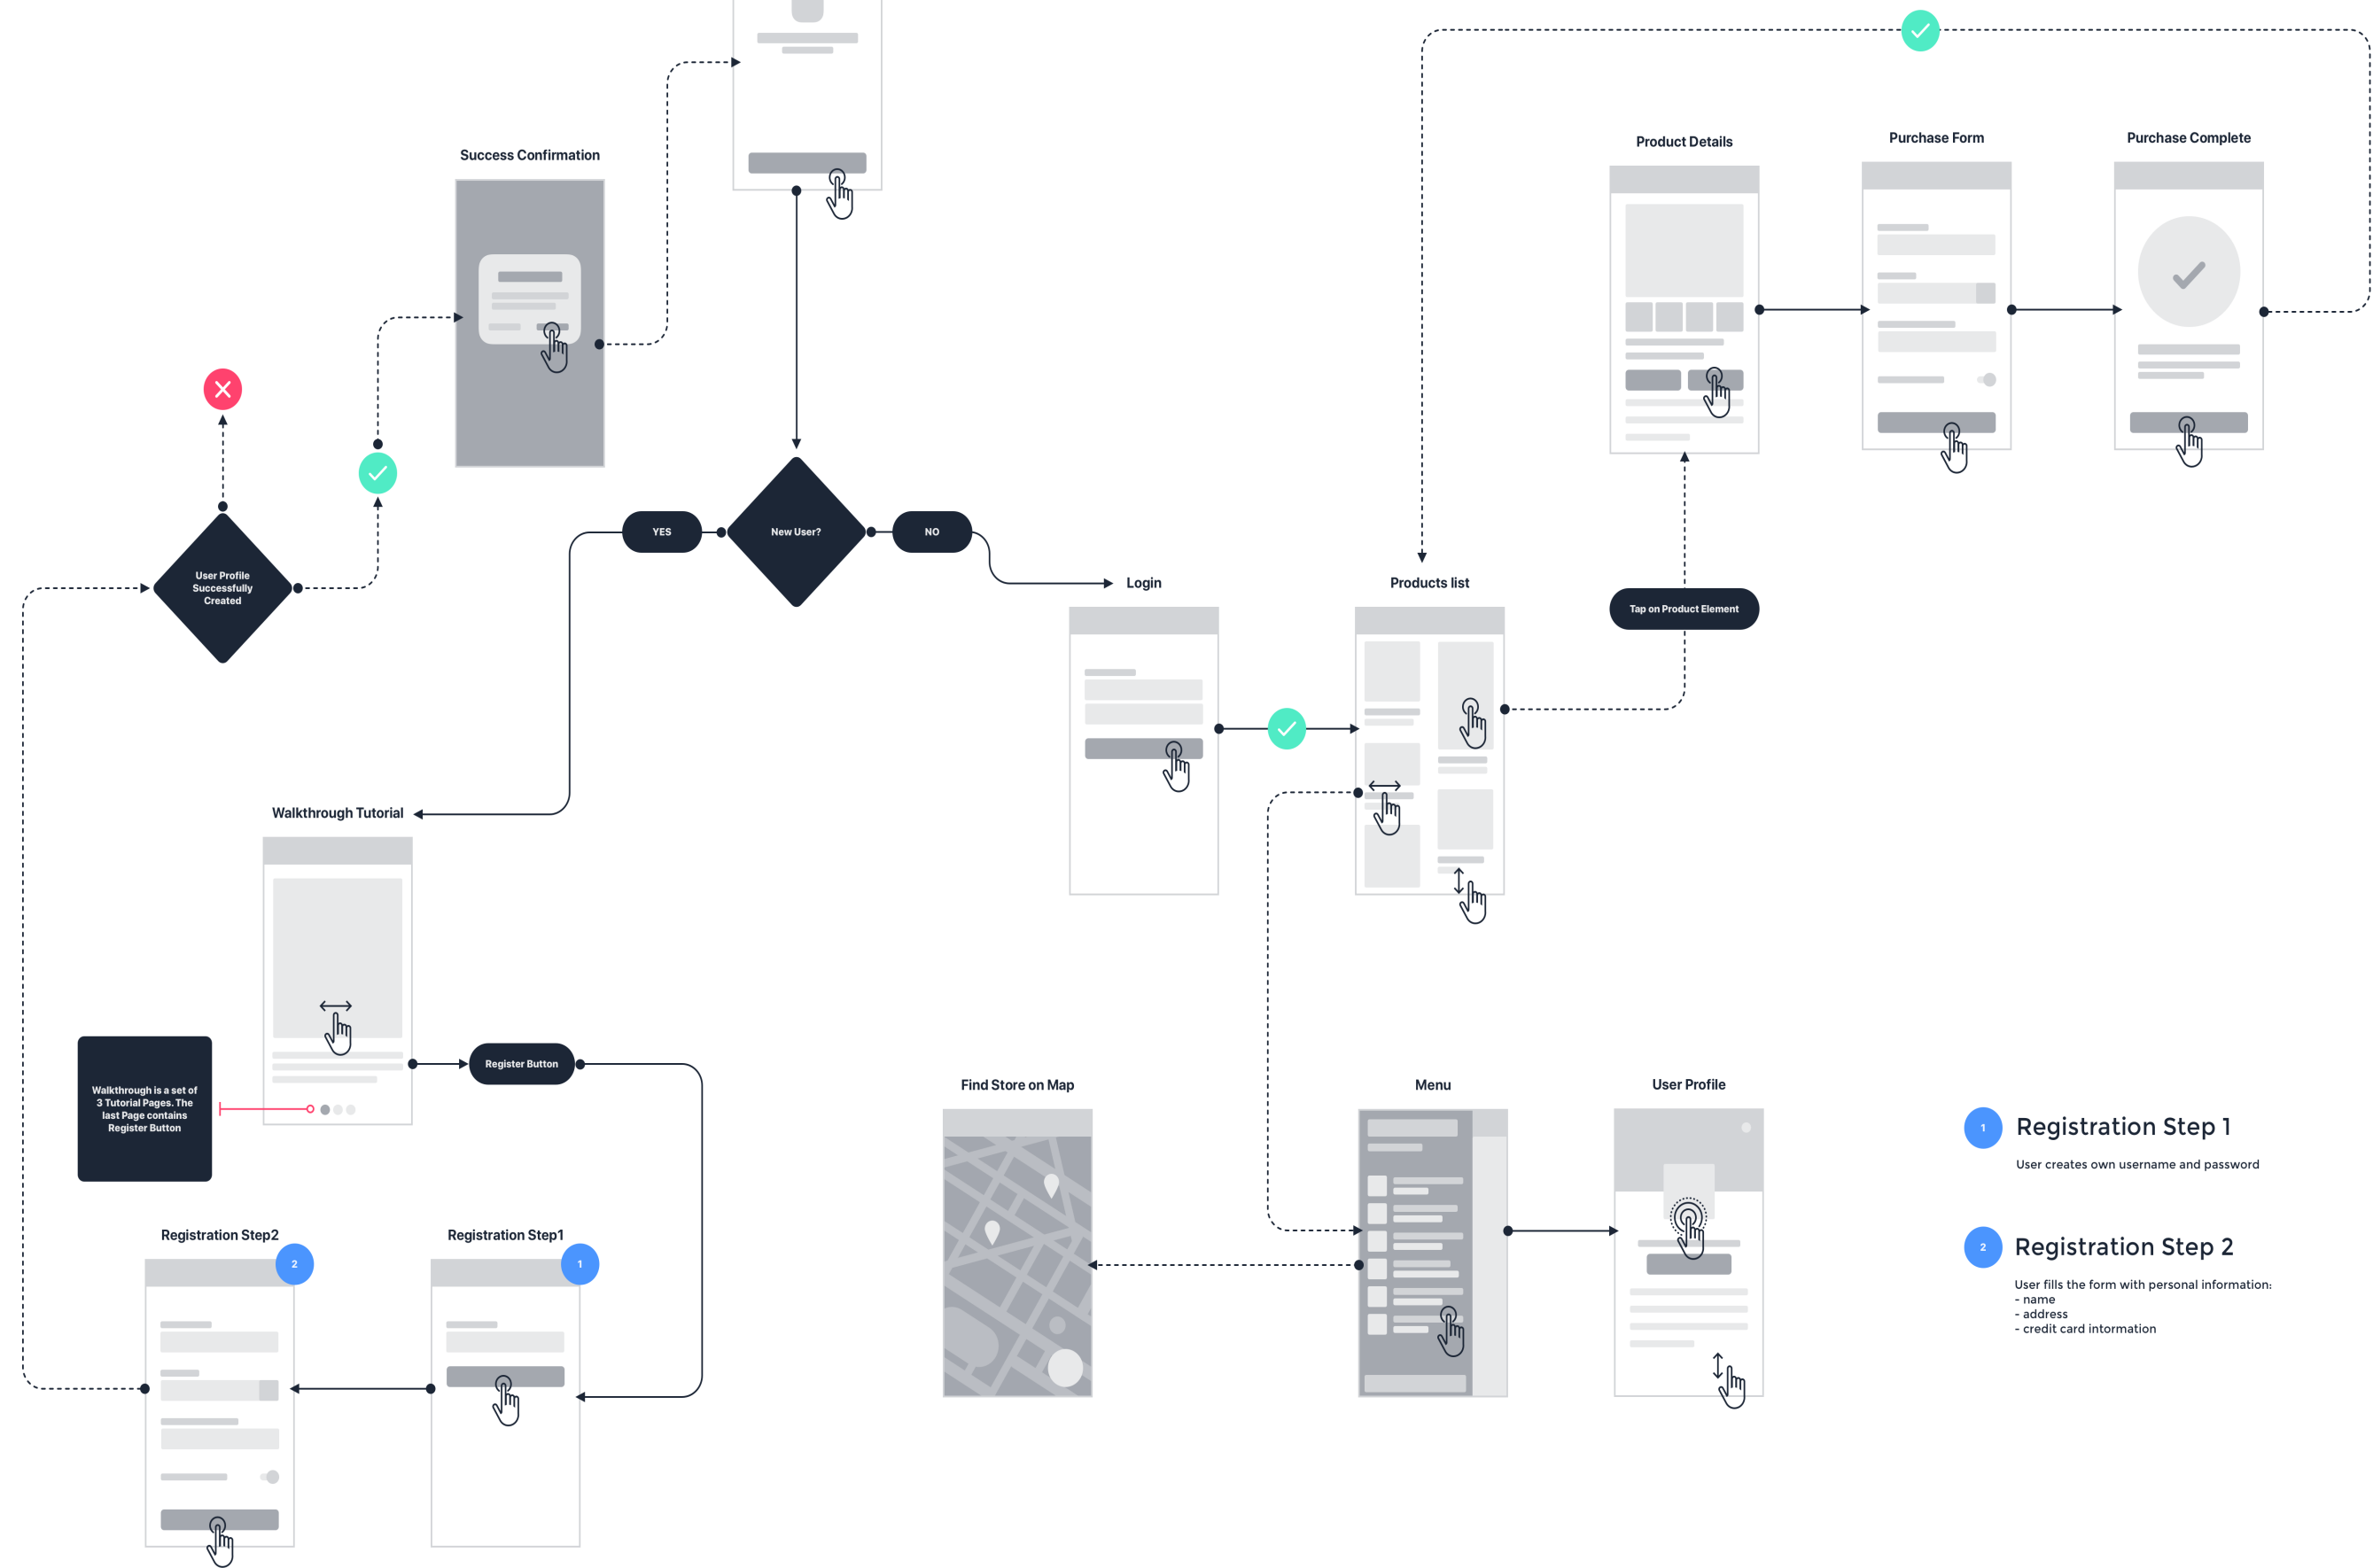 Success Confirmation
Product Details
Purchase Form
Purchase Complete
User Profile
Successfully
Created
YES
New User?
NO
Login
Products list
Tap on Product Element
Walkthrough Tutorial
Walkthrough is a set of
3 Tutorial Pages. The
last Page contains
Register Button
Register Button
Find Store on Map
Menu
User Profile
1
Registration Step 1
User creates own username and password
2
Registration Step 2
User fills the form with personal information:
- name
- address
- credit card intormation
Registration Step2
2
Registration Step1
1